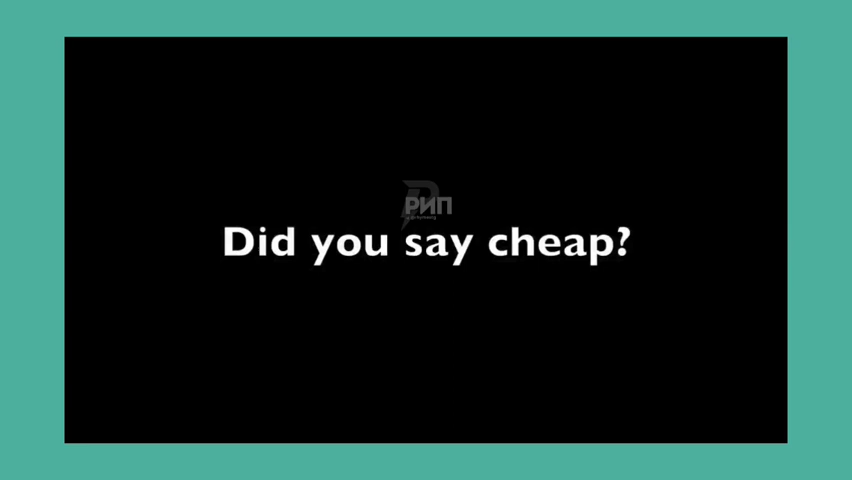 РИП
Did you say cheap?